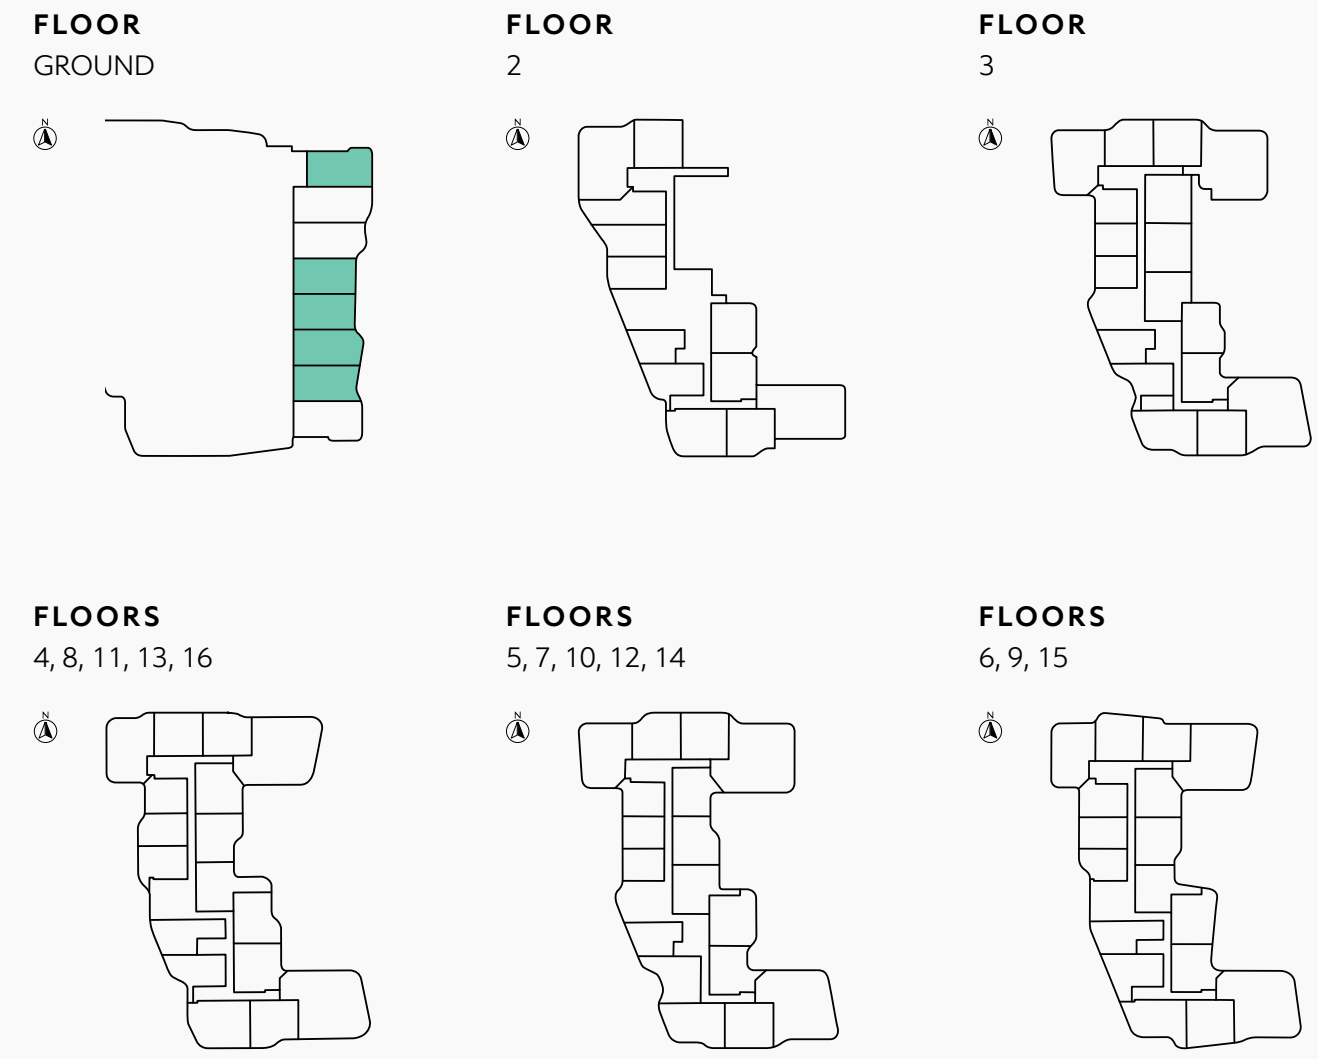 FLOOR
GROUND
N
FLOOR
2
N
FLOOR
3
N
FLOORS
4, 8, 11, 13, 16
N
FLOORS
5, 7, 10, 12, 14
N
FLOORS
6, 9, 15
N